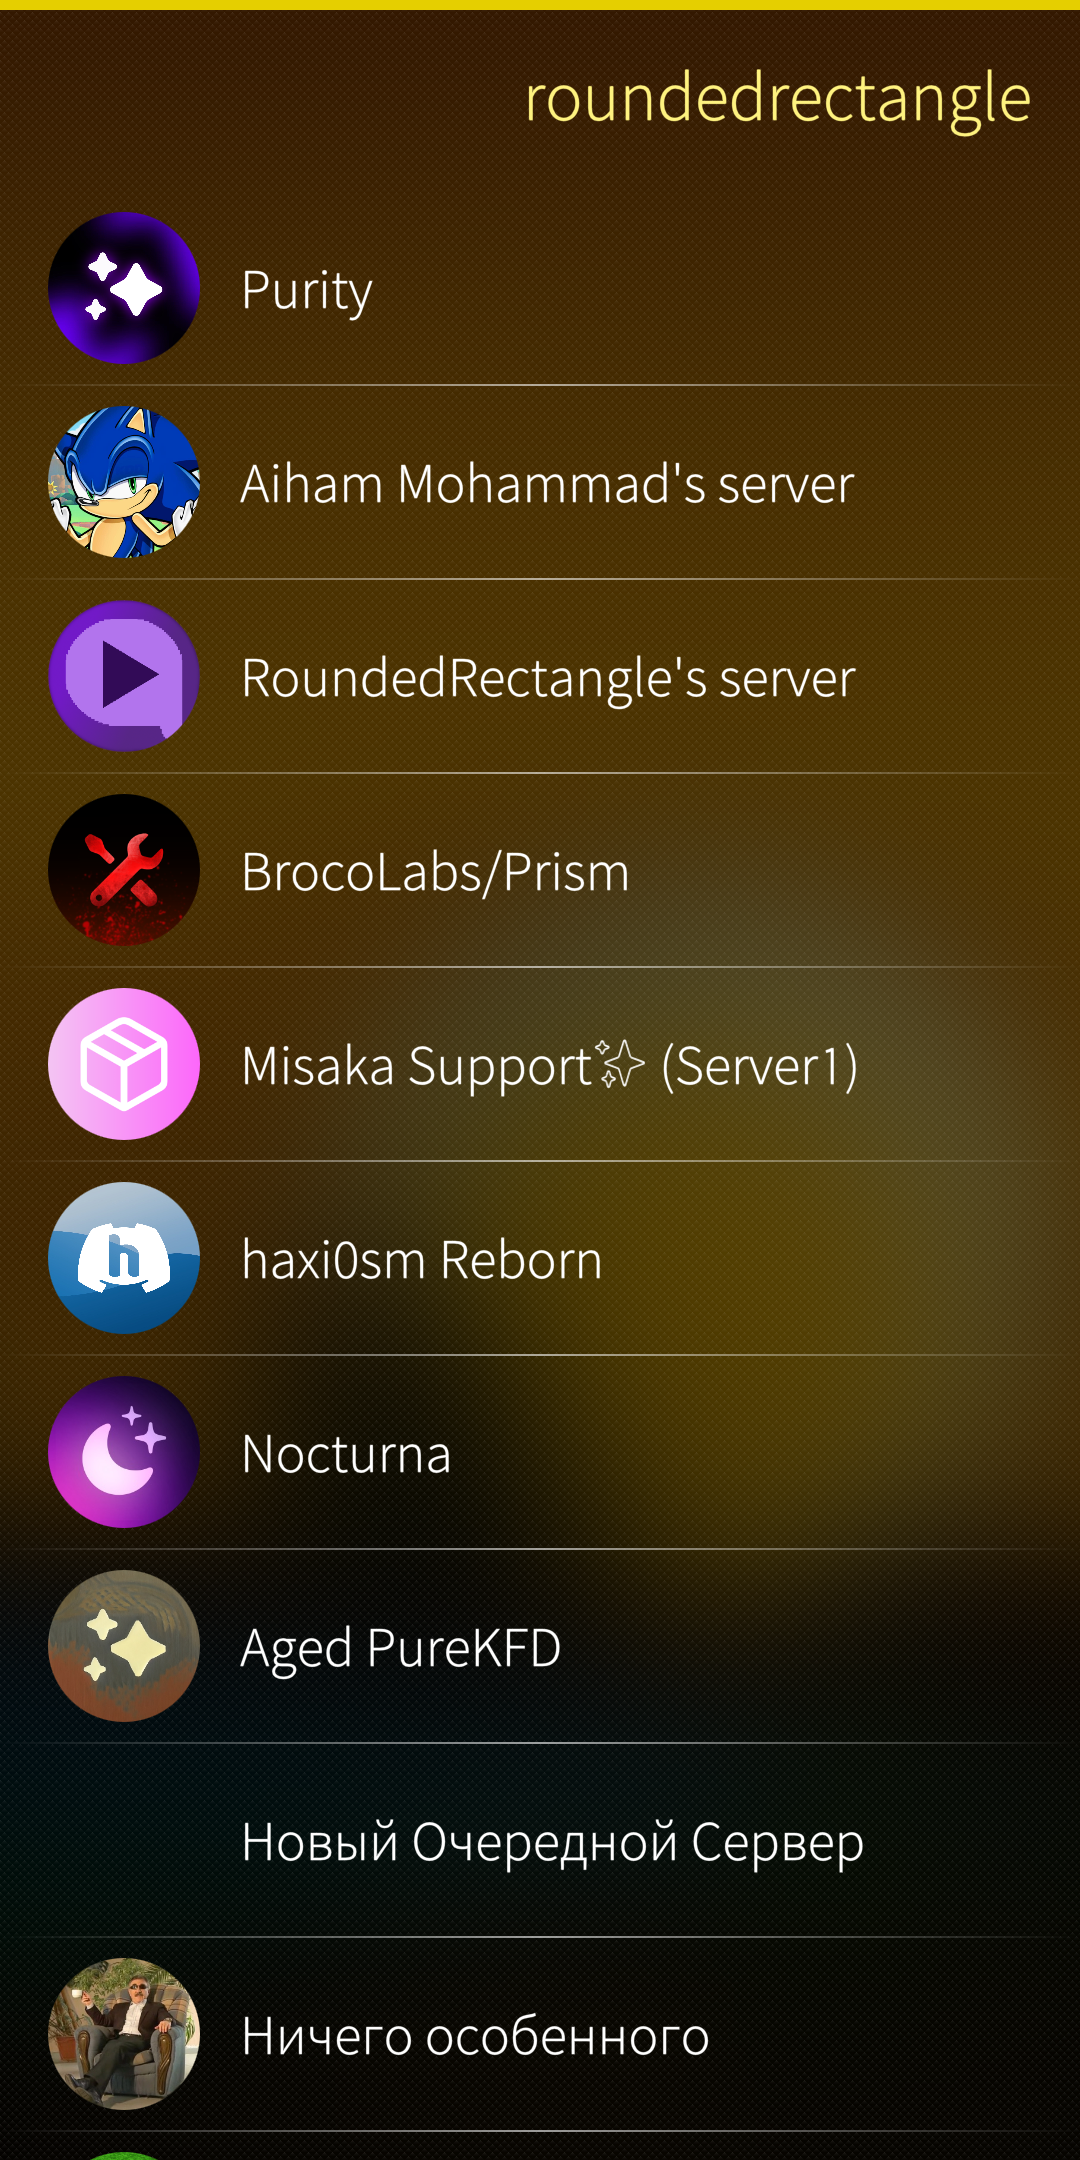 roundedrectangle
Purity
Aiham Mohammad's server
RoundedRectangle's server
BrocoLabs/Prism
Misaka Support✨ (Server1)
haxi0sm Reborn
Nocturna
Aged PureKFD
Новый Очередной Сервер
Ничего особенного